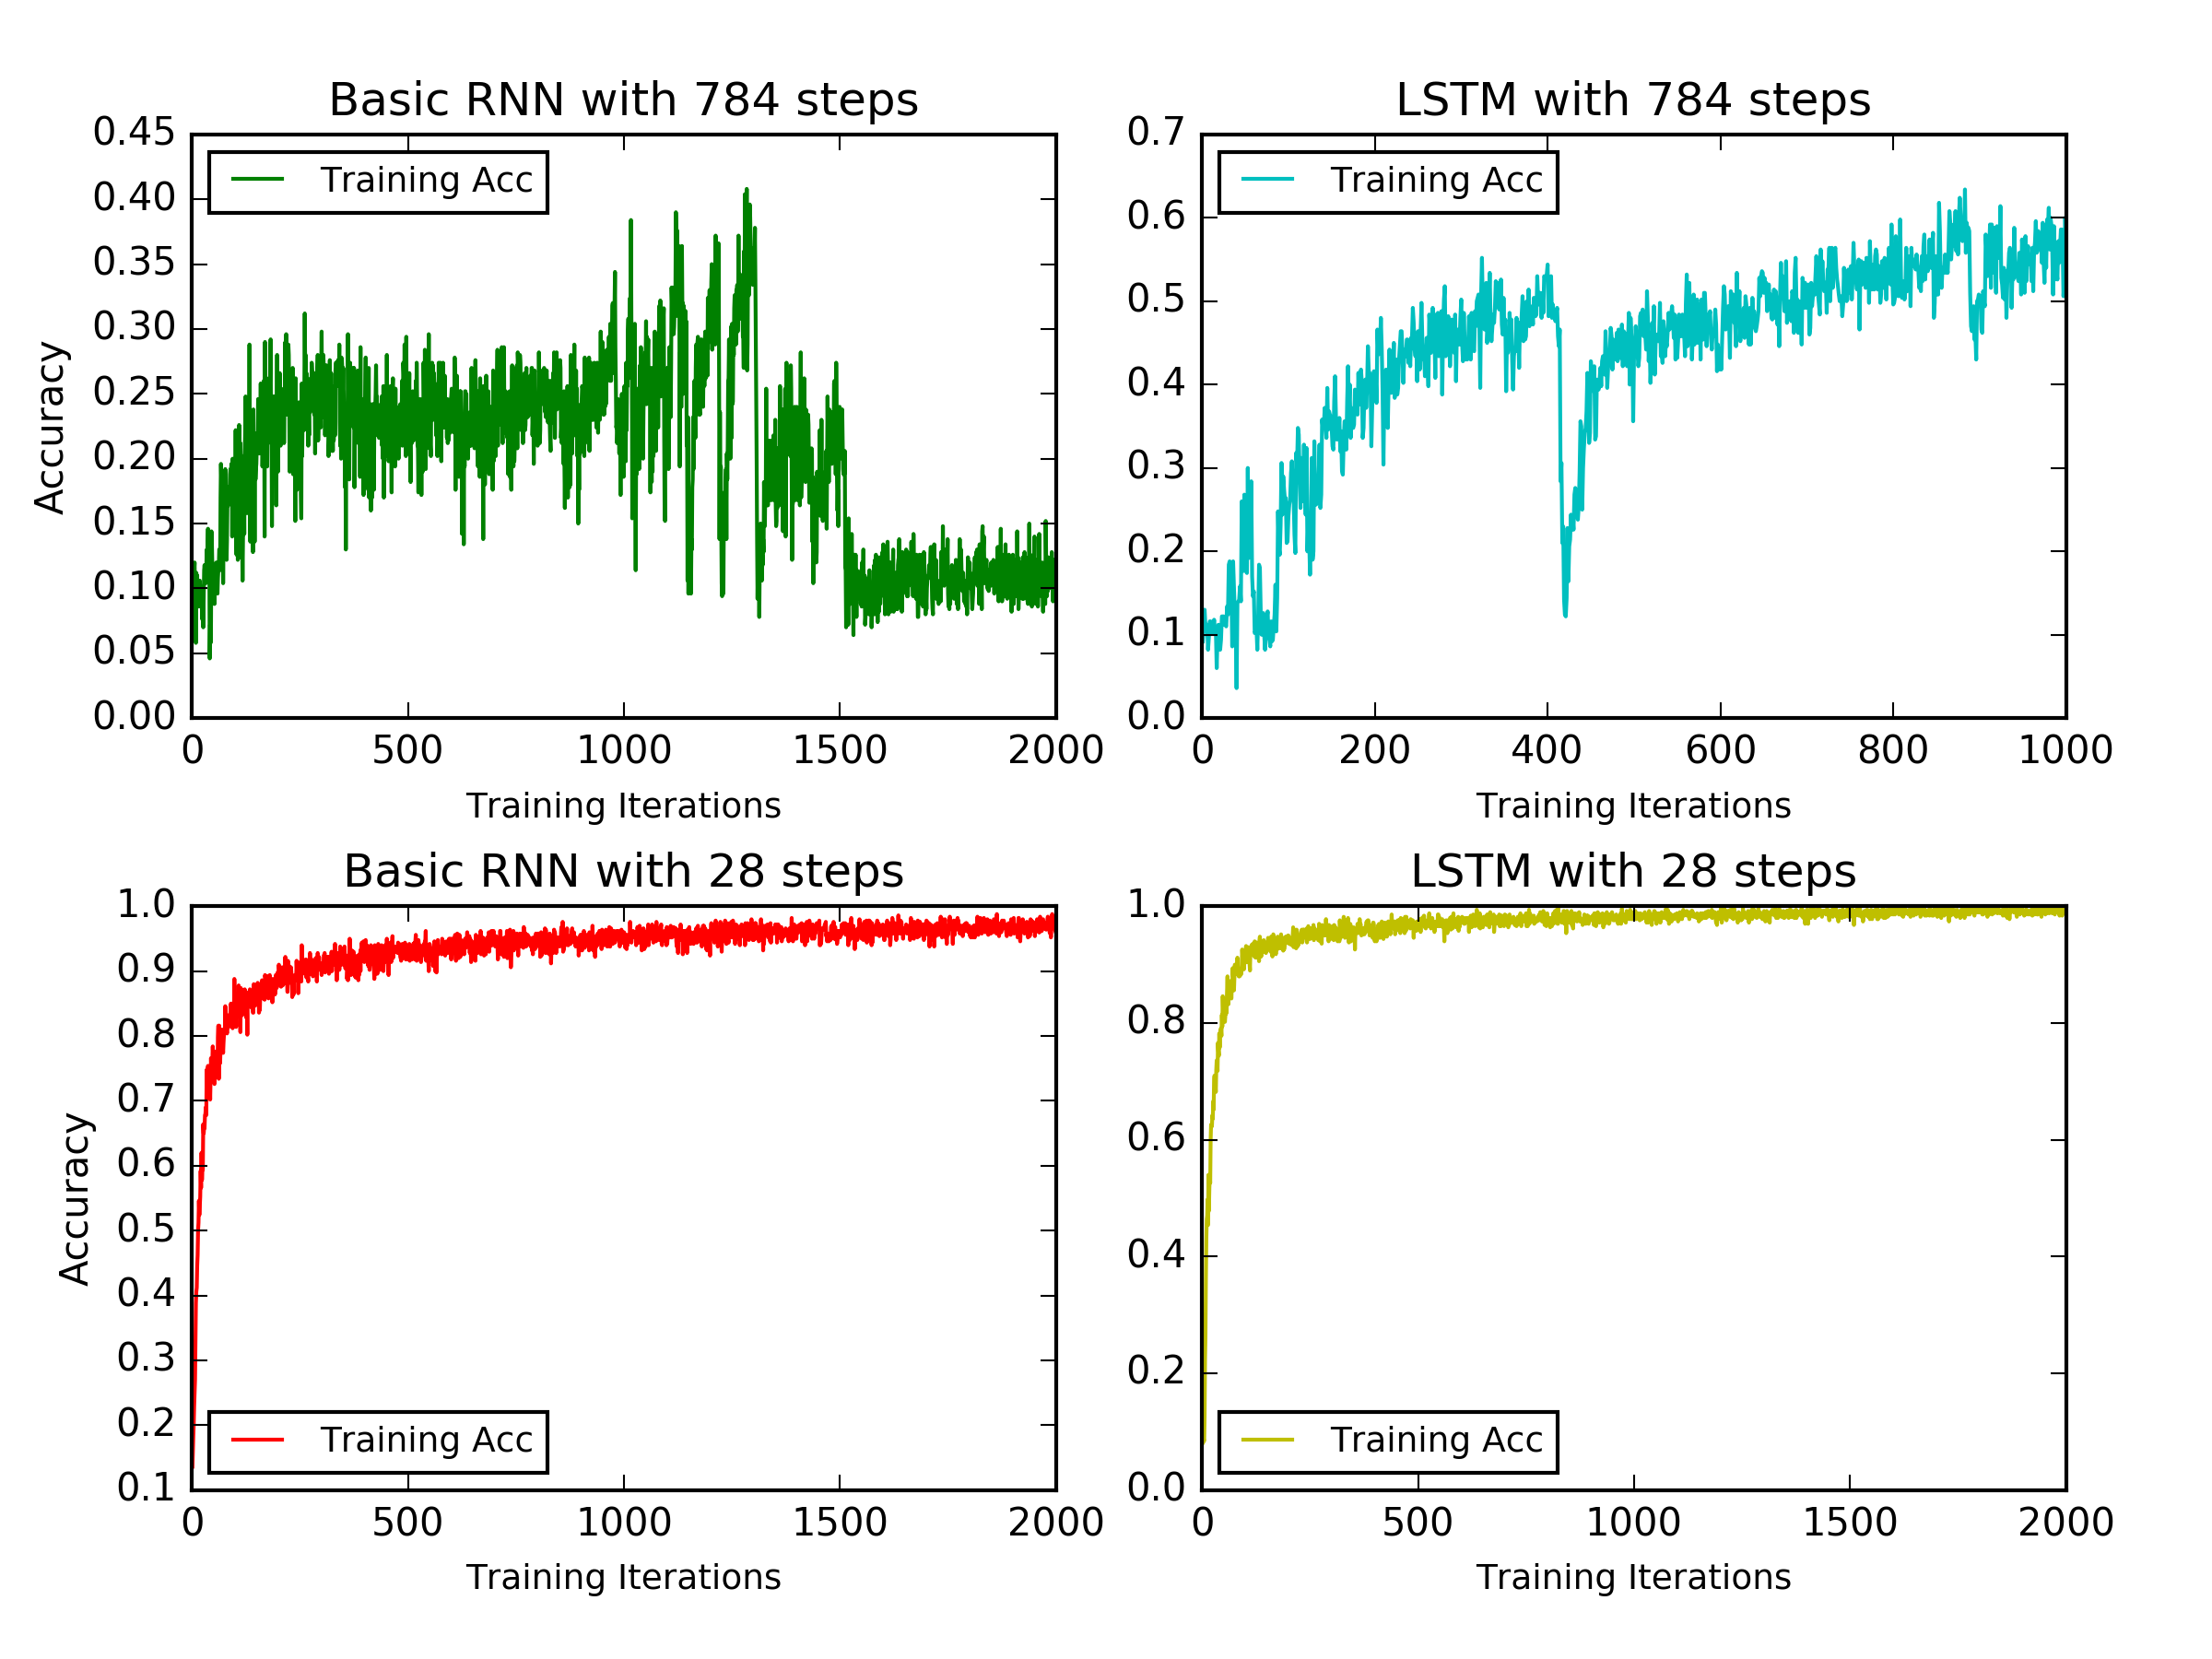 Basic RNN with 784 steps
0.45
0.40
0.35
0.30
0.25
0.20
0.15
0.10
0.05
0.00
Accuracy
Training Acc
0 500 1000 1500 2000
Training Iterations
LSTM with 784 steps
0.7
0.6
0.5
0.4
0.3
0.2
0.1
0.0
Training Acc
0 200 400 600 800 1000
Training Iterations
Basic RNN with 28 steps
1.0
0.9
0.8
0.7
0.6
0.5
0.4
0.3
0.2
0.1
Accuracy
Training Acc
0 500 1000 1500 2000
Training Iterations
LSTM with 28 steps
1.0
0.8
0.6
0.4
0.2
0.0
Training Acc
0 500 1000 1500 2000
Training Iterations